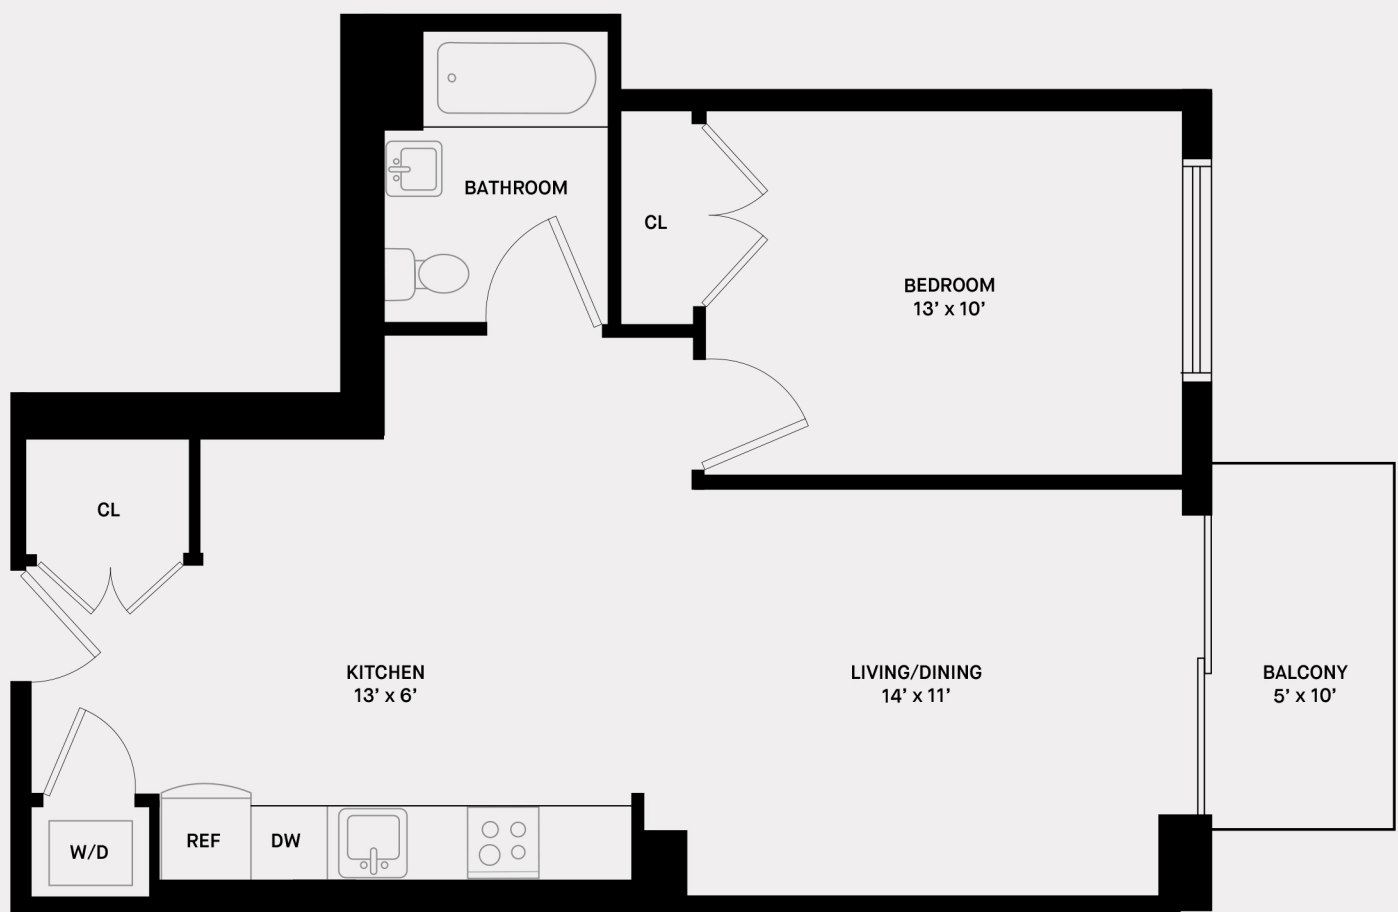 BATHROOM
CL
BEDROOM
13’ x 10’
CL
KITCHEN
13’ x 6’
LIVING/DINING
14’ x 11’
BALCONY
5’ x 10’
W/D
REF
DW